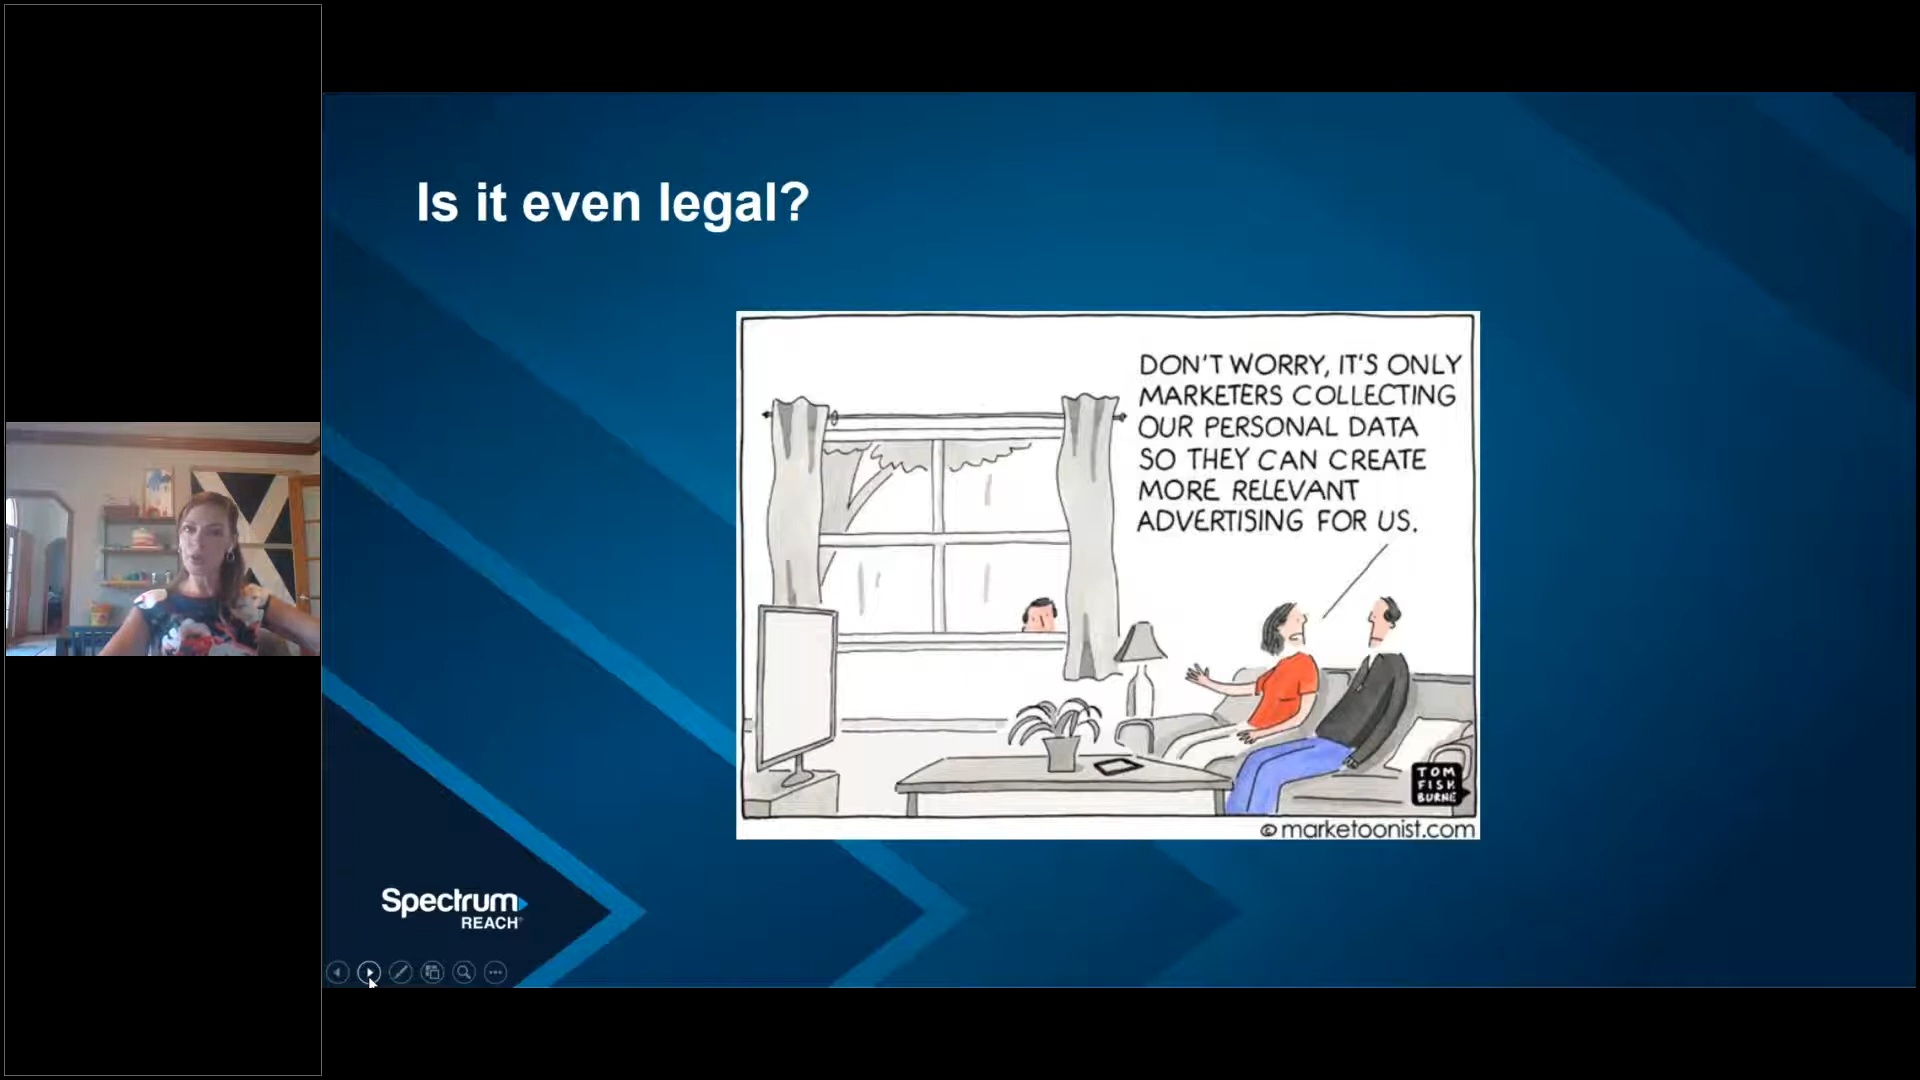 Is it even legal?
DON'T WORRY, IT'S ONLY
MARKETERS COLLECTING
OUR PERSONAL DATA
SO THEY CAN CREATE
MORE RELEVANT
ADVERTISING FOR US.
TOM
FISH
BURNE
© marketoonist.com
Spectrum
REACH